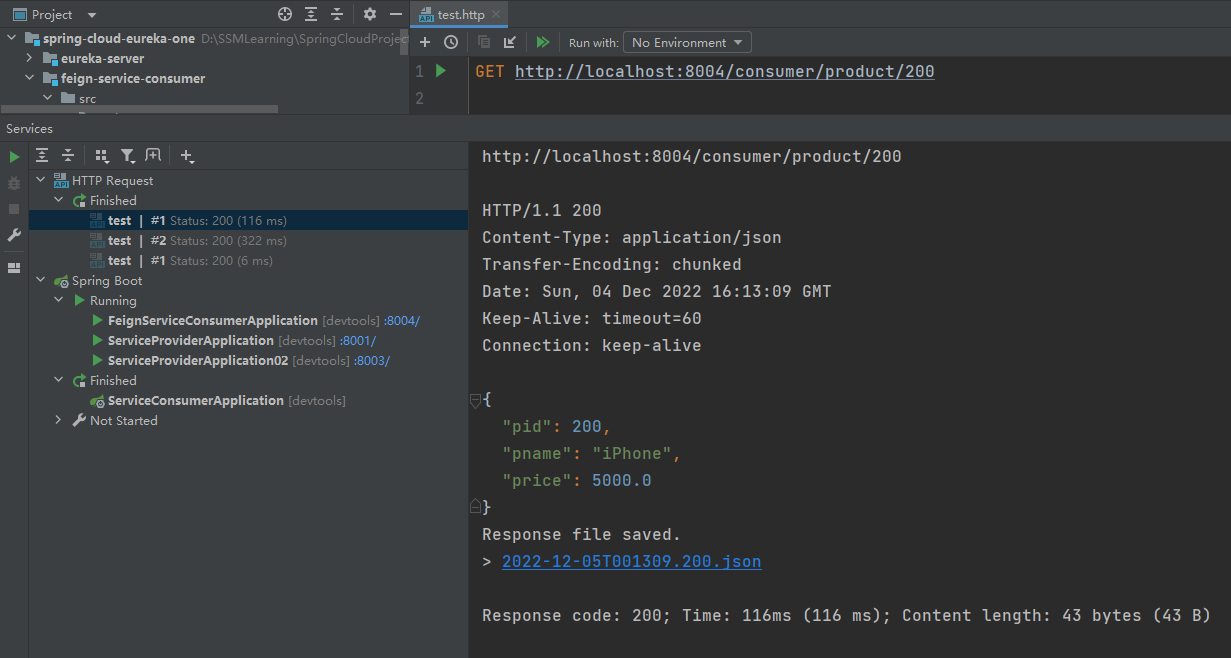 Project
test.http
spring-cloud-eureka-one D:\SSMLearning\SpringCloudProjec
eureka-server
feign-service-consumer
src
Run with: No Environment
1 GET http://localhost:8004/consumer/product/200
2
Services
HTTP Request
Finished
test | #1 Status: 200 (116 ms)
test | #2 Status: 200 (322 ms)
test | #1 Status: 200 (6 ms)
Spring Boot
Running
FeignServiceConsumerApplication [devtools] :8004/
ServiceProviderApplication [devtools] :8001/
ServiceProviderApplication02 [devtools] :8003/
Finished
ServiceConsumerApplication [devtools]
Not Started
http://localhost:8004/consumer/product/200
HTTP/1.1 200
Content-Type: application/json
Transfer-Encoding: chunked
Date: Sun, 04 Dec 2022 16:13:09 GMT
Keep-Alive: timeout=60
Connection: keep-alive
{
"pid": 200,
"pname": "iPhone",
"price": 5000.0
}
Response file saved.
> 2022-12-05T001309.200.json
Response code: 200; Time: 116ms (116 ms); Content length: 43 bytes (43 B)